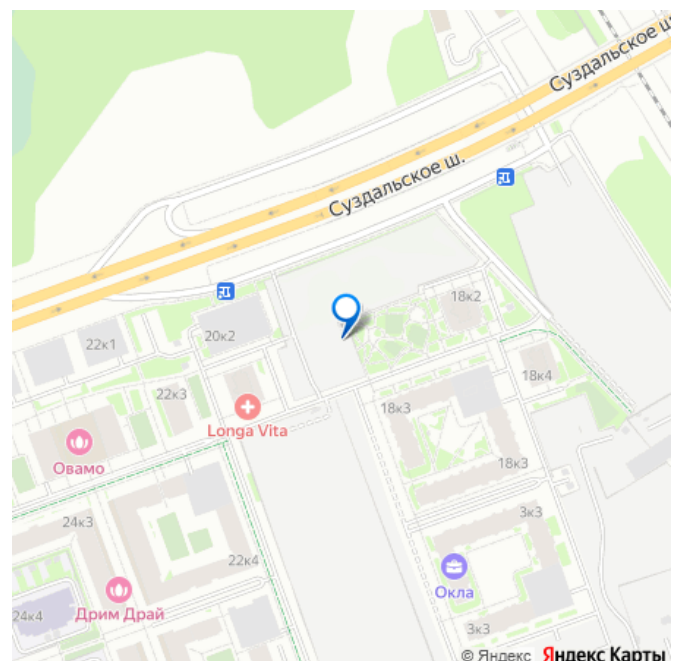 Суздальское ш
Суздальское ш.
18к2
20к2
22к1
18к4
22к3
18к3
Longa Vita
Овамо
18к3
24к3
3к3
22к4
Окла
24к4
Дрим Драй
3к3
© Яндекс Яндекс Карты